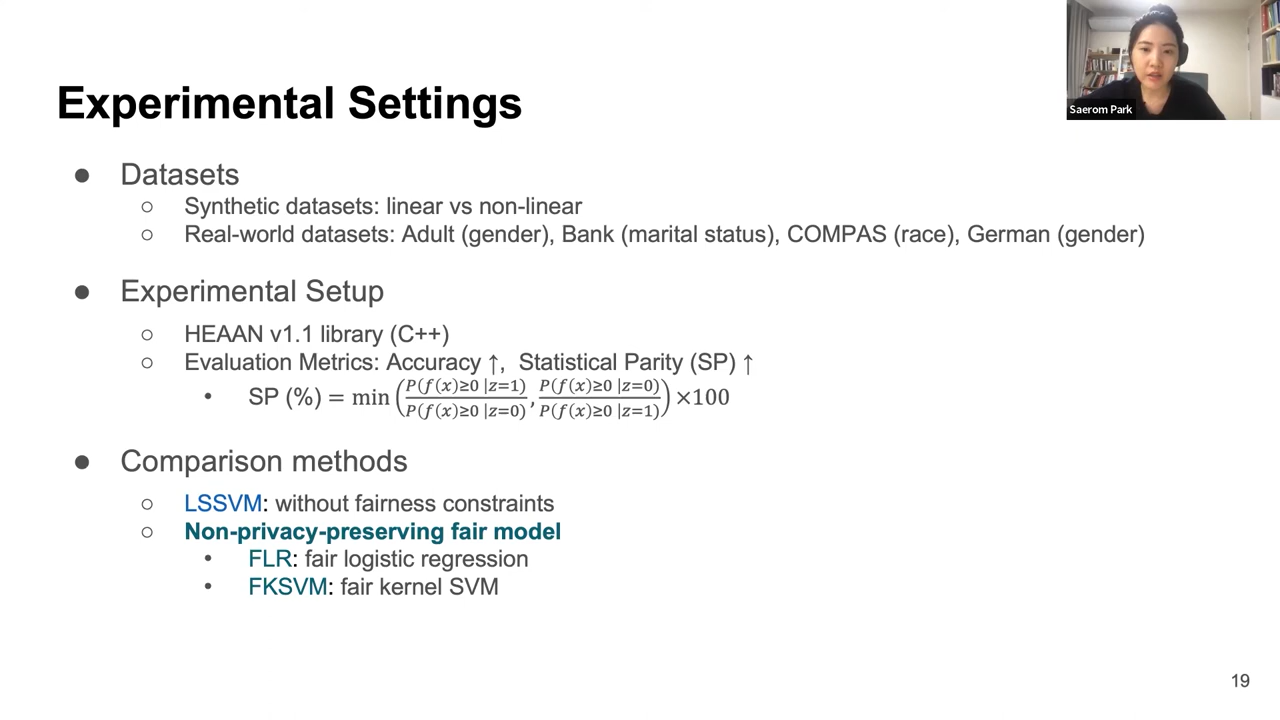 Saerom Park
Experimental Settings
● Datasets
○ Synthetic datasets: linear vs non-linear
○ Real-world datasets: Adult (gender), Bank (marital status), COMPAS (race), German (gender)
● Experimental Setup
○ HEAAN v1.1 library (C++)
○ Evaluation Metrics: Accuracy ↑, Statistical Parity (SP) ↑
• SP (%) = min (P(f(x)≥0 |z=1)/P(f(x)≥0 |z=0), P(f(x)≥0 |z=0)/P(f(x)≥0 |z=1)) ×100
● Comparison methods
○ LSSVM: without fairness constraints
○ Non-privacy-preserving fair model
• FLR: fair logistic regression
• FKSVM: fair kernel SVM
19